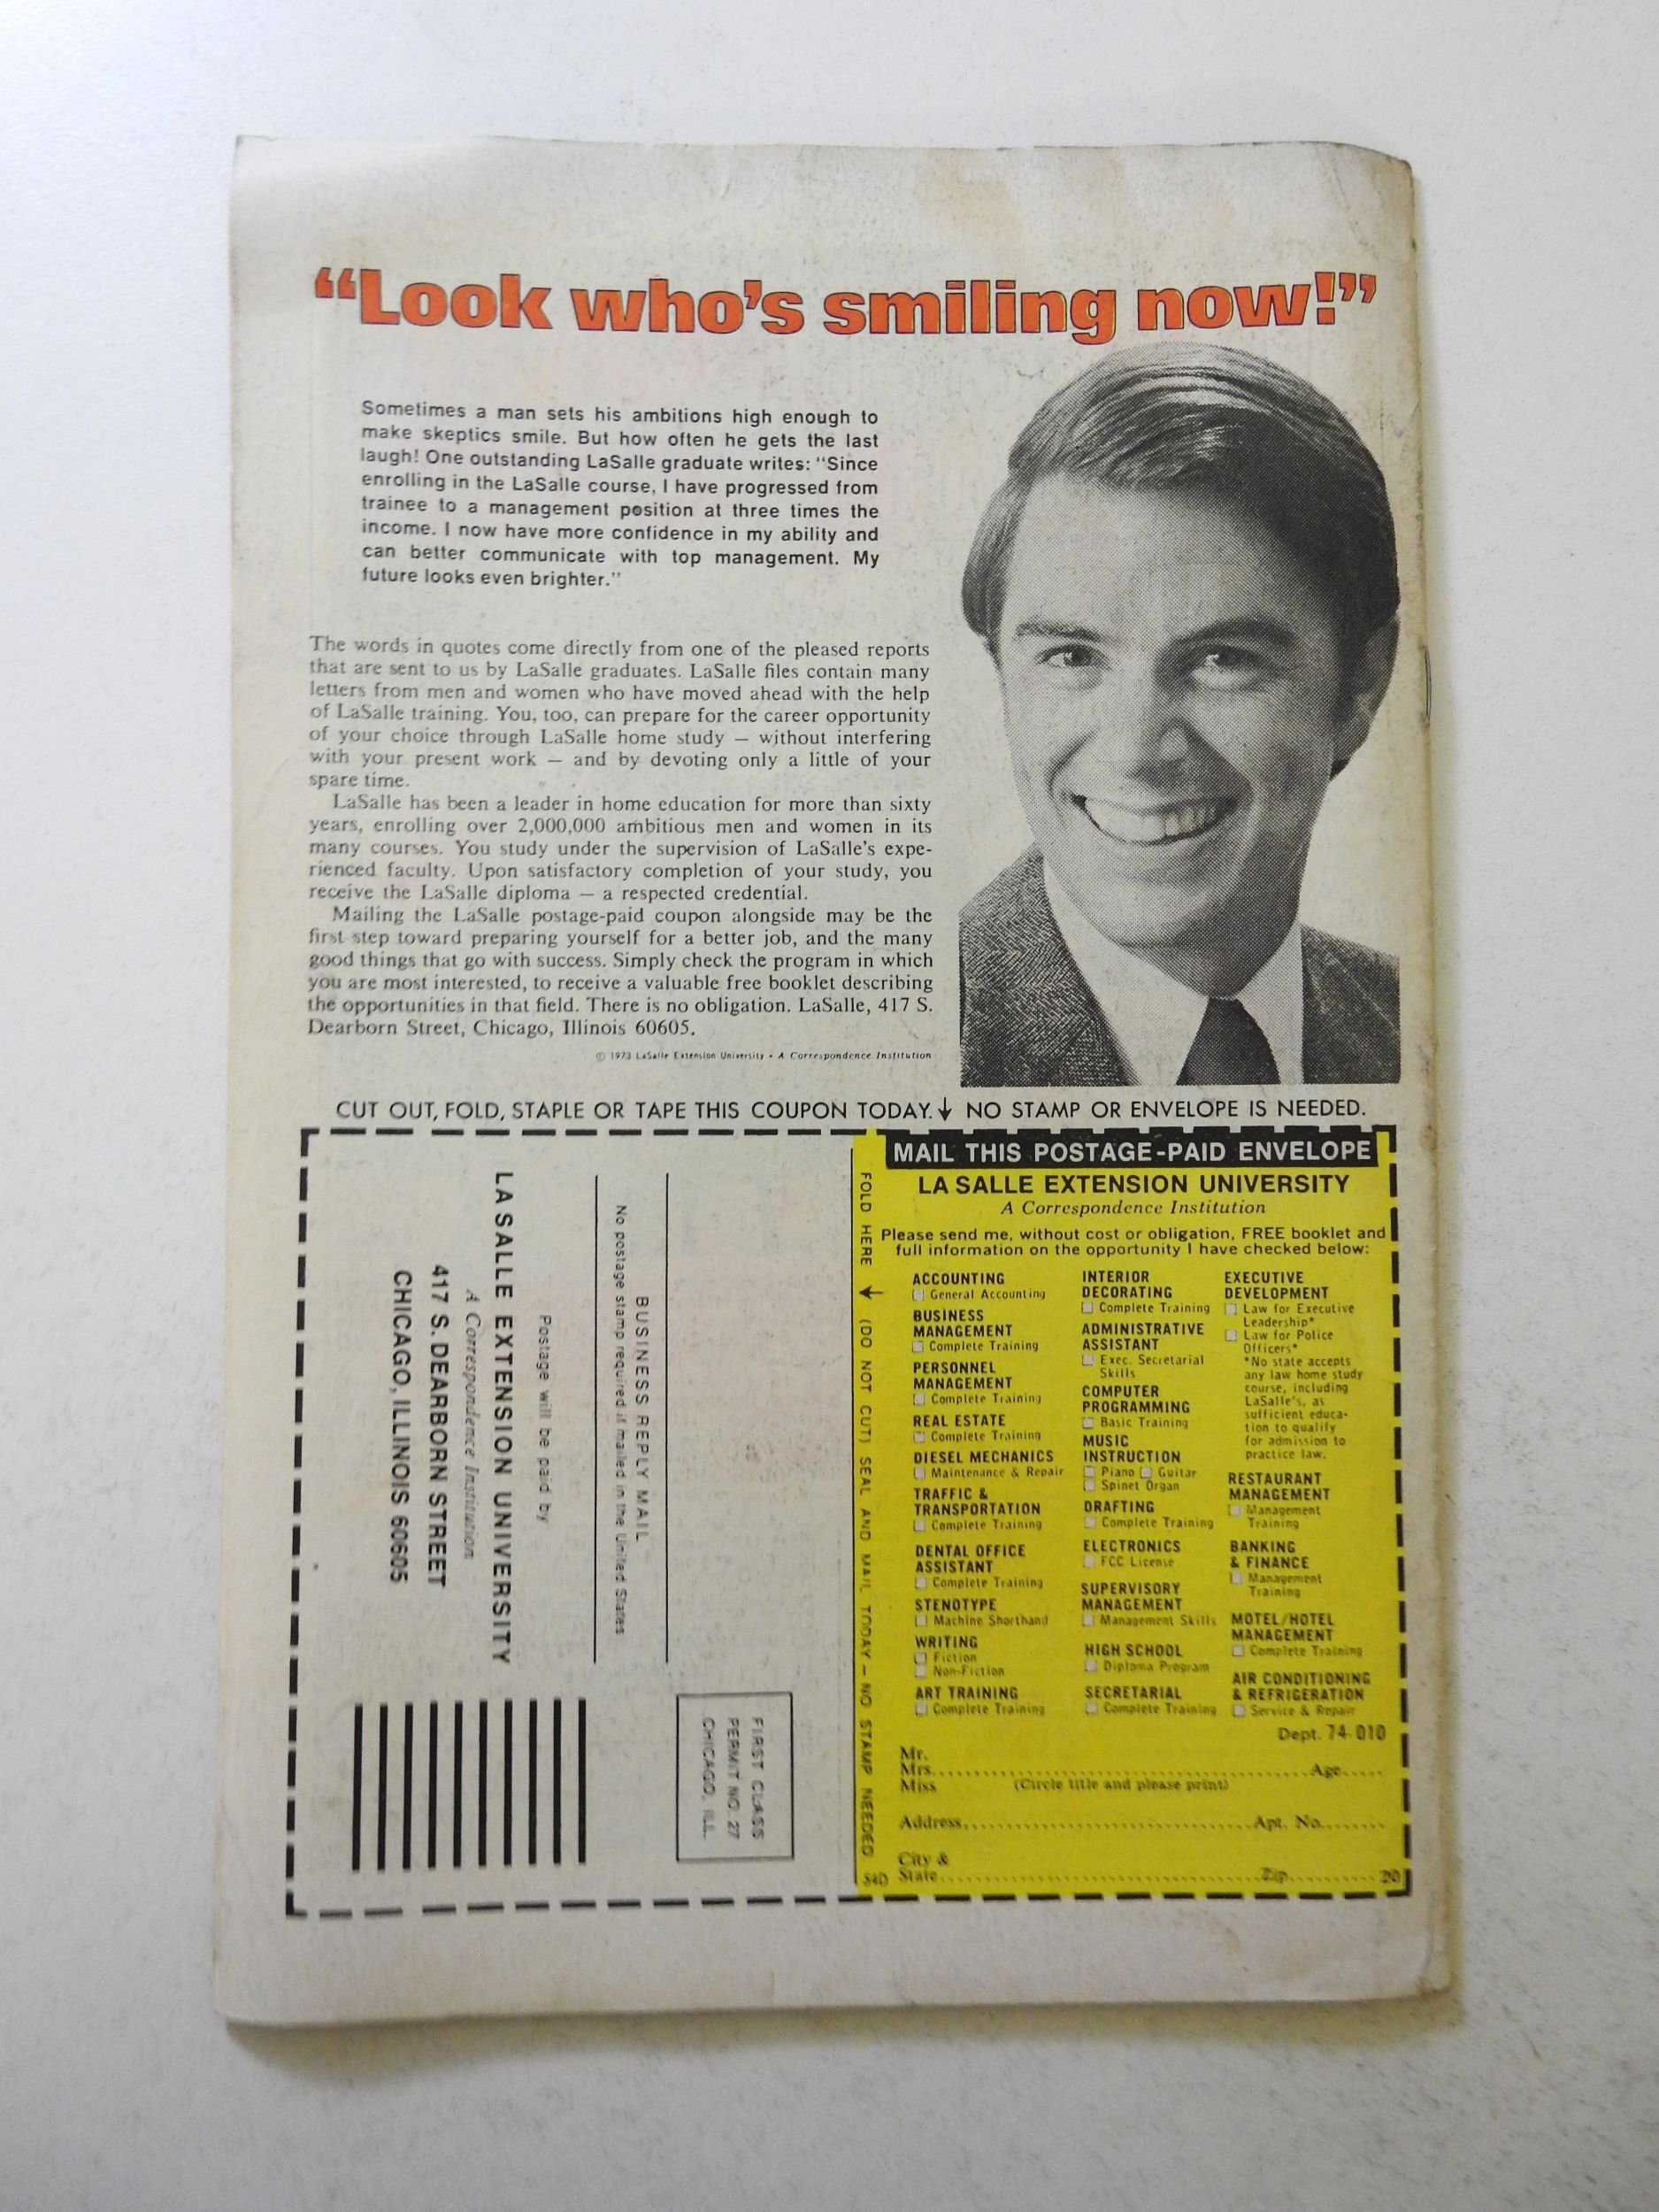 “Look who's smiling now!”
Sometimes a man sets his ambitions high enough to
make skeptics smile. But how often he gets the last
laugh! One outstanding LaSalle graduate writes: “Since
enrolling in the LaSalle course, I have progressed from
trainee to a management position at three times the
income. I now have more confidence in my ability and
can better communicate with top management. My
future looks even brighter.”
The words in quotes come directly from one of the pleased reports
that are sent to us by LaSalle graduates. LaSalle files contain many
letters from men and women who have moved ahead with the help
of LaSalle training. You, too, can prepare for the career opportunity
of your choice through LaSalle home study — without interfering
with your present work — and by devoting only a little of your
spare time.
LaSalle has been a leader in home education for more than sixty
years, enrolling over 2,000,000 ambitious men and women in its
many courses. You study under the supervision of LaSalle's expe-
rienced faculty. Upon satisfactory completion of your study, you
receive the LaSalle diploma — a respected credential.
Mailing the LaSalle postage-paid coupon alongside may be the
first step toward preparing yourself for a better job, and the many
good things that go with success. Simply check the program in which
you are most interested, to receive a valuable free booklet describing
the opportunities in that field. There is no obligation. LaSalle, 417 S.
Dearborn Street, Chicago, Illinois 60605.
© 1973 LaSalle Extension University • A Correspondence Institution
CUT OUT, FOLD, STAPLE OR TAPE THIS COUPON TODAY. ↓ NO STAMP OR ENVELOPE IS NEEDED.
FIRST CLASS
PERMIT NO. 27
CHICAGO, ILL.
BUSINESS REPLY MAIL
No postage stamp required if mailed in the United States
Postage will be paid by
LA SALLE EXTENSION UNIVERSITY
A Correspondence Institution
417 S. DEARBORN STREET
CHICAGO, ILLINOIS 60605
FOLD HERE ↓ (DO NOT CUT) SEAL AND MAIL TODAY — NO STAMP NEEDED
MAIL THIS POSTAGE-PAID ENVELOPE
LA SALLE EXTENSION UNIVERSITY
A Correspondence Institution
Please send me, without cost or obligation, FREE booklet and
full information on the opportunity I have checked below:
ACCOUNTING
General Accounting
BUSINESS
MANAGEMENT
Complete Training
PERSONNEL
MANAGEMENT
Complete Training
REAL ESTATE
Complete Training
DIESEL MECHANICS
Maintenance & Repair
TRAFFIC &
TRANSPORTATION
Complete Training
DENTAL OFFICE
ASSISTANT
Complete Training
STENOTYPE
Machine Shorthand
WRITING
Fiction
Non-Fiction
ART TRAINING
Complete Training
INTERIOR
DECORATING
Complete Training
ADMINISTRATIVE
ASSISTANT
Exec. Secretarial
Skills
COMPUTER
PROGRAMMING
Basic Training
MUSIC
INSTRUCTION
Piano Guitar
Spinet Organ
DRAFTING
Complete Training
ELECTRONICS
FCC License
SUPERVISORY
MANAGEMENT
Management Skills
HIGH SCHOOL
Diploma Program
SECRETARIAL
Complete Training
EXECUTIVE
DEVELOPMENT
Law for Executive
Leadership*
Law for Police
Officers*
*No state accepts
any law home study
course, including
LaSalle's, as
sufficient educa-
tion to qualify
for admission to
practice law.
RESTAURANT
MANAGEMENT
Management
Training
BANKING
& FINANCE
Management
Training
MOTEL/HOTEL
MANAGEMENT
Complete Training
AIR CONDITIONING
& REFRIGERATION
Service & Repair
Dept. 74-010
Mr.
Mrs. Age
Miss (Circle title and please print)
Address Apt. No.
City &
State Zip 20
S4D